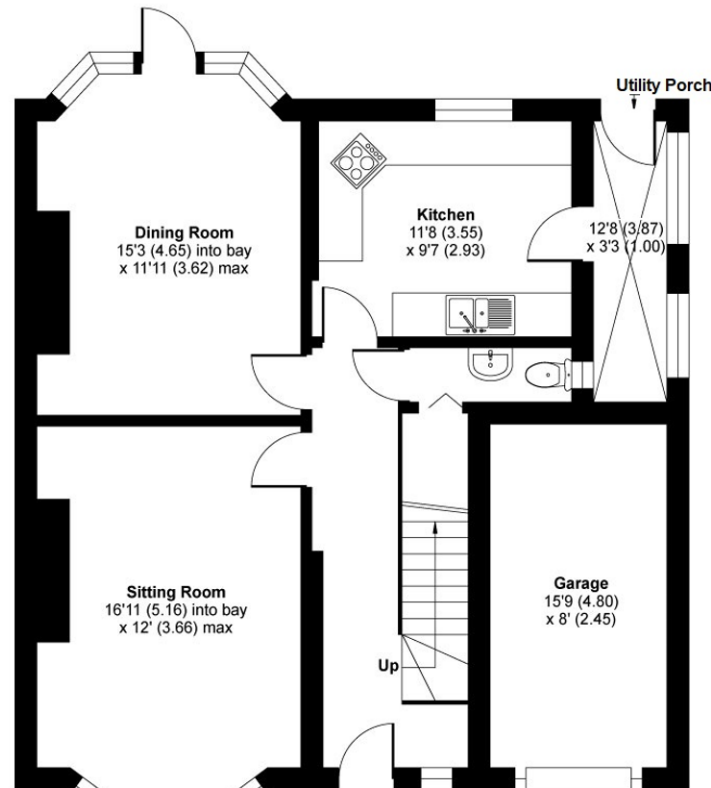 Utility Porch
Dining Room
15'3 (4.65) into bay
x 11'11 (3.62) max
Kitchen
11'8 (3.55)
x 9'7 (2.93)
12'8 (3.87)
x 3'3 (1.00)
Sitting Room
16'11 (5.16) into bay
x 12' (3.66) max
Up
Garage
15'9 (4.80)
x 8' (2.45)